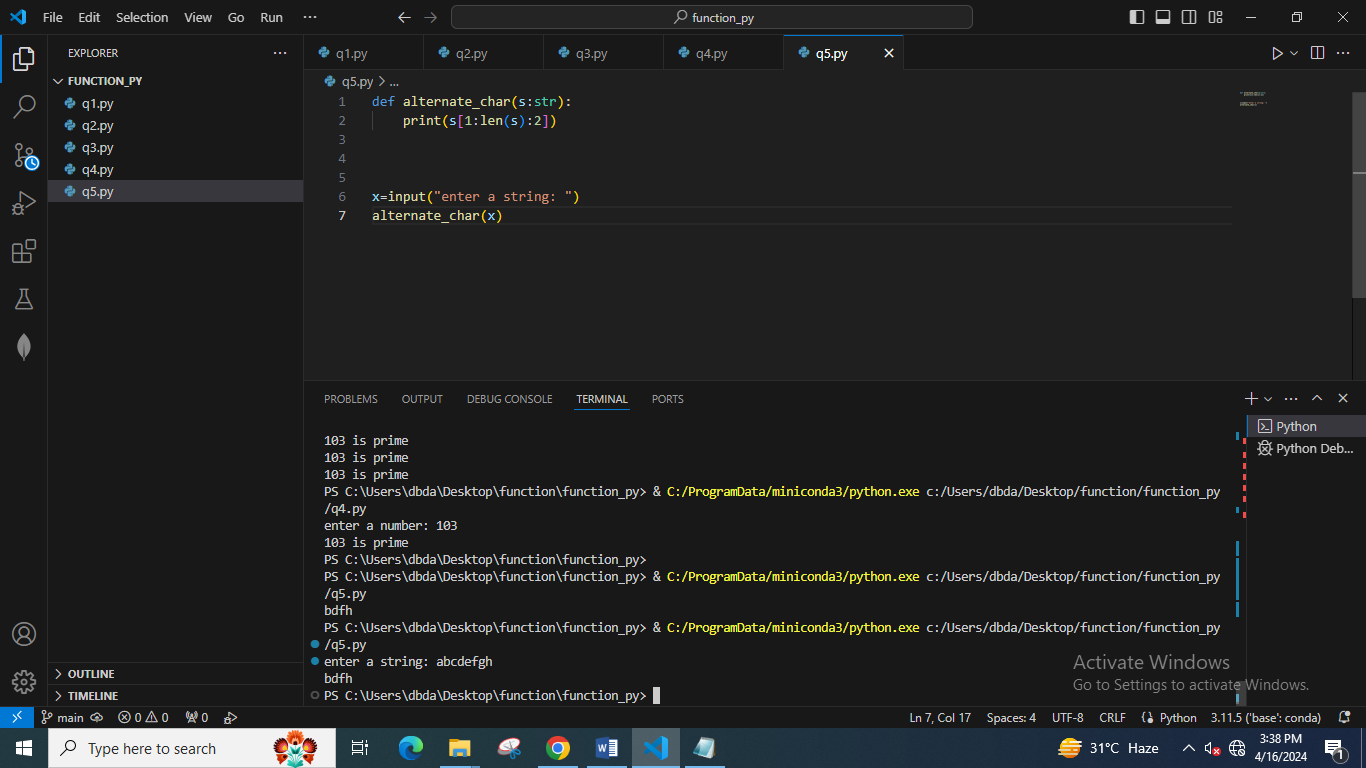 File Edit Selection View Go Run ··· function_py
EXPLORER ···
FUNCTION_PY
q1.py
q2.py
q3.py
q4.py
q5.py
OUTLINE
TIMELINE
q1.py q2.py q3.py q4.py q5.py
q5.py > ...
1 def alternate_char(s:str):
2     print(s[1:len(s):2])
3
4
5
6 x=input("enter a string: ")
7 alternate_char(x)
PROBLEMS OUTPUT DEBUG CONSOLE TERMINAL PORTS
103 is prime
103 is prime
103 is prime
PS C:\Users\dbda\Desktop\function\function_py> & C:/ProgramData/miniconda3/python.exe c:/Users/dbda/Desktop/function/function_py
/q4.py
enter a number: 103
103 is prime
PS C:\Users\dbda\Desktop\function\function_py>
PS C:\Users\dbda\Desktop\function\function_py> & C:/ProgramData/miniconda3/python.exe c:/Users/dbda/Desktop/function/function_py
/q5.py
bdfh
PS C:\Users\dbda\Desktop\function\function_py> & C:/ProgramData/miniconda3/python.exe c:/Users/dbda/Desktop/function/function_py
/q5.py
enter a string: abcdefgh
bdfh
PS C:\Users\dbda\Desktop\function\function_py>
Python
Python Deb...
Activate Windows
Go to Settings to activate Windows.
main 0 0 0 Ln 7, Col 17 Spaces: 4 UTF-8 CRLF Python 3.11.5 ('base': conda)
Type here to search 31°C Haze
3:38 PM
4/16/2024
1